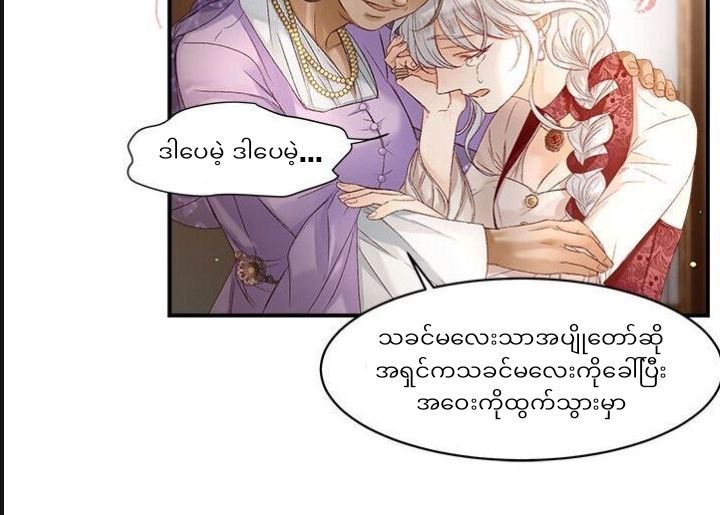 ဒါပေမဲ့ ဒါပေမဲ့...
သခင်မလေးသာအပျိုတော်ဆို
အရှင်ကသခင်မလေးကိုခေါ်ပြီး
အဝေးကိုထွက်သွားမှာ